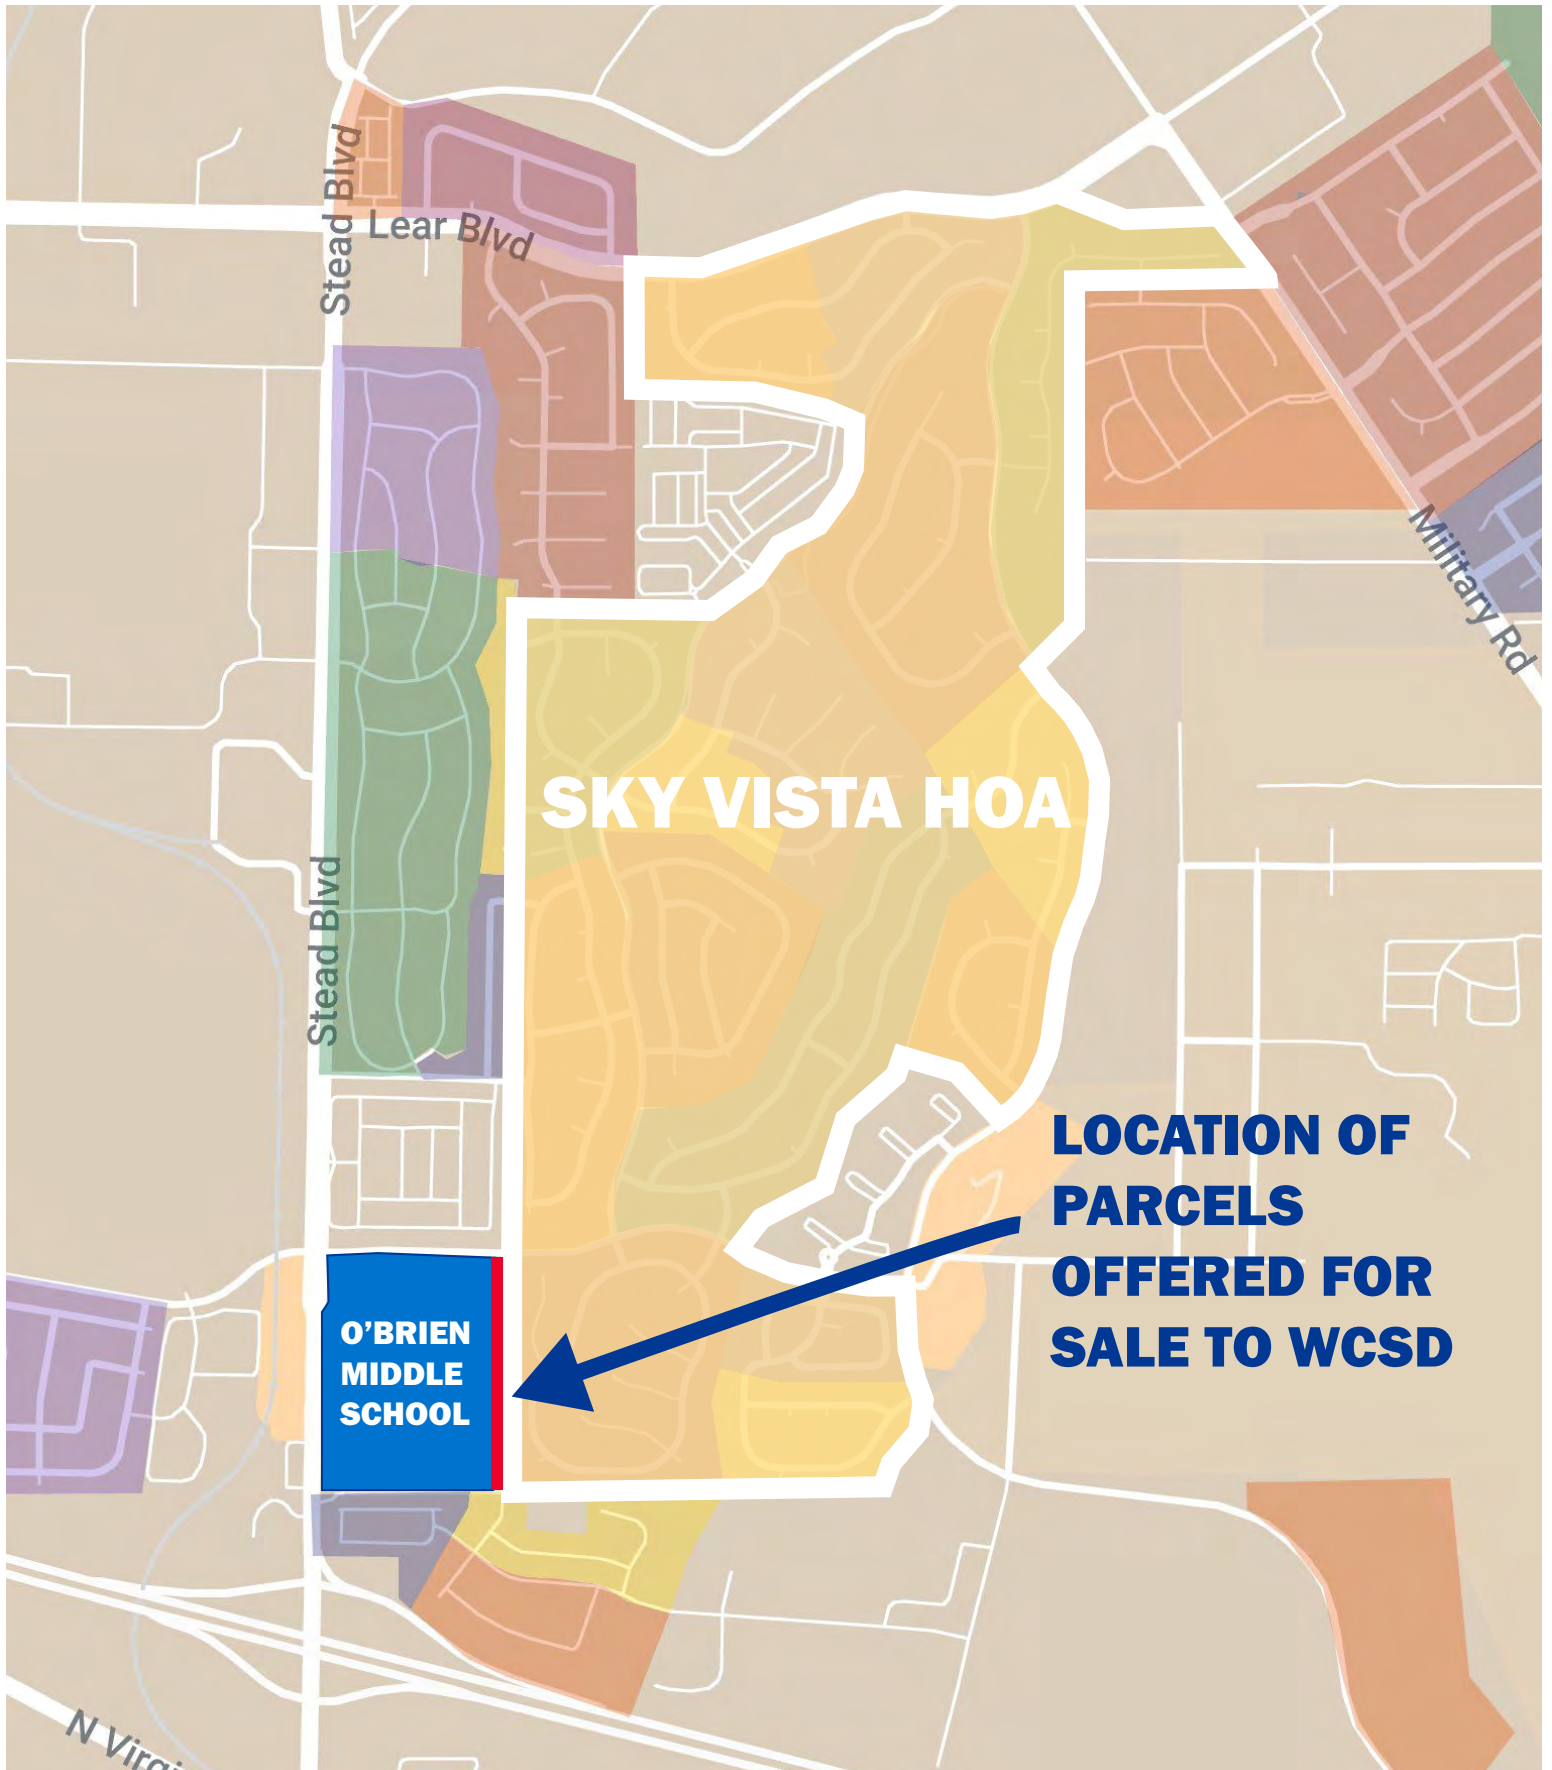 Stead Blvd
Lear Blvd
Military Rd
SKY VISTA HOA
Stead Blvd
LOCATION OF
PARCELS
OFFERED FOR
SALE TO WCSD
O'BRIEN
MIDDLE
SCHOOL
N Virgi